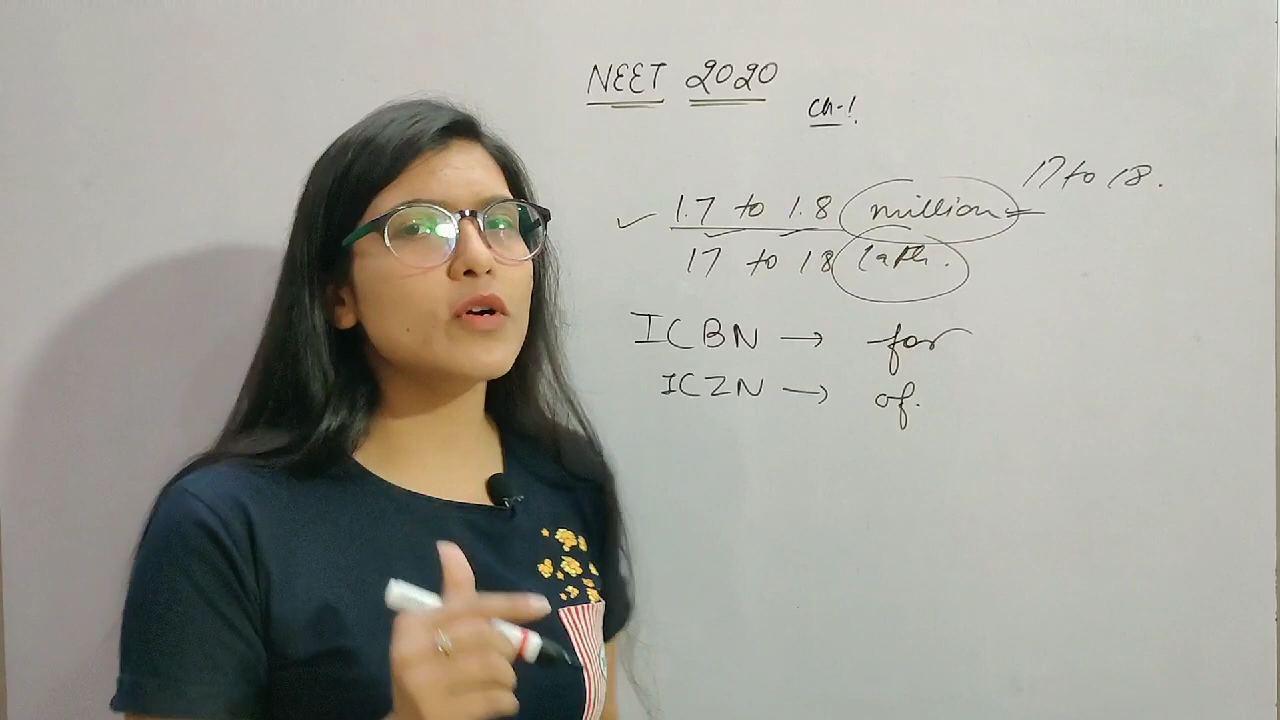 NEET 2020
Ch-1
17 to 18.
1.7 to 1.8 million
17 to 18 lakh.
ICBN → for
ICZN → of.